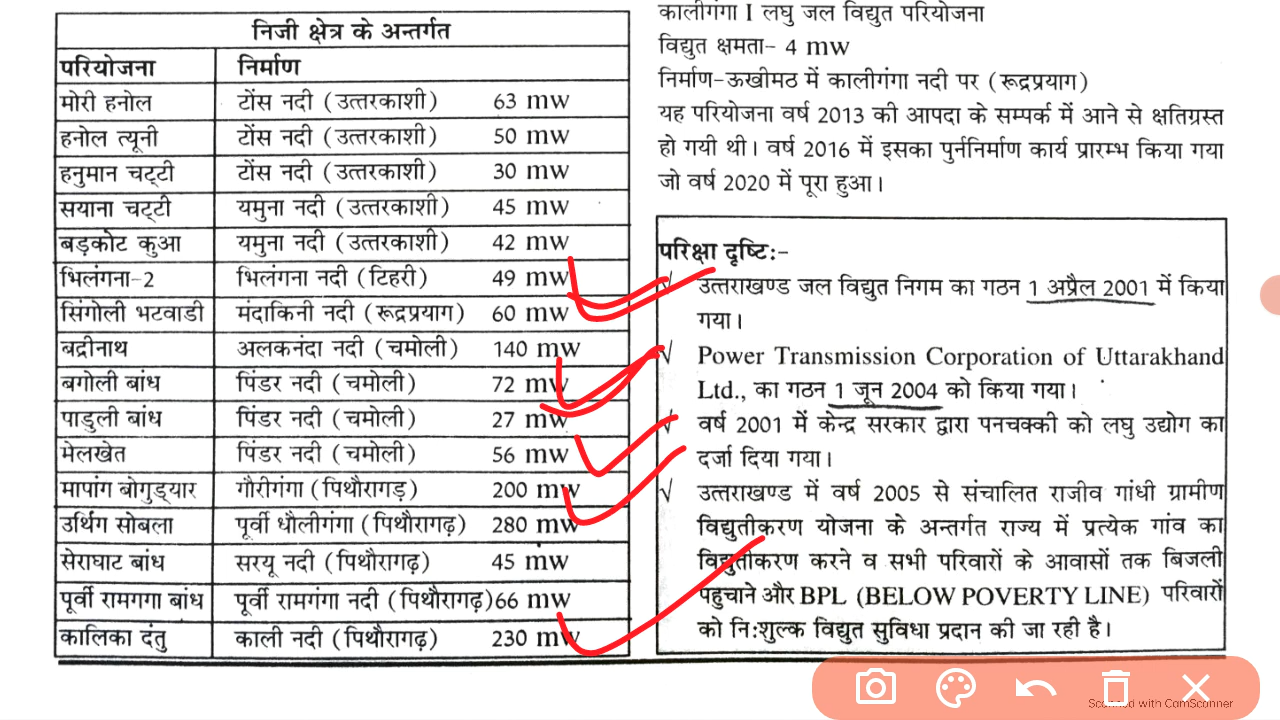 निजी क्षेत्र के अन्तर्गत
परियोजना निर्माण
मोरी हनोल टोंस नदी (उत्तरकाशी) 63 mw
हनोल त्यूनी टोंस नदी (उत्तरकाशी) 50 mw
हनुमान चट्टी टोंस नदी (उत्तरकाशी) 30 mw
सयाना चट्टी यमुना नदी (उत्तरकाशी) 45 mw
बड़कोट कुआ यमुना नदी (उत्तरकाशी) 42 mw
भिलंगना-2 भिलंगना नदी (टिहरी) 49 mw
सिंगोली भटवाडी मंदाकिनी नदी (रूद्रप्रयाग) 60 mw
बद्रीनाथ अलकनंदा नदी (चमोली) 140 mw
बगोली बांध पिंडर नदी (चमोली) 72 mw
पाडुली बांध पिंडर नदी (चमोली) 27 mw
मेलखेत पिंडर नदी (चमोली) 56 mw
मापांग बोगुड्यार गौरीगंगा (पिथौरागड़) 200 mw
उर्थिंग सोबला पूर्वी धौलीगंगा (पिथौरागढ़) 280 mw
सेराघाट बांध सरयू नदी (पिथौरागढ़) 45 mw
पूर्वी रामगगा बांध पूर्वी रामगंगा नदी (पिथौरागढ़) 66 mw
कालिका दंतु काली नदी (पिथौरागढ़) 230 mw
कालीगंगा I लघु जल विद्युत परियोजना
विद्युत क्षमता- 4 mw
निर्माण-ऊखीमठ में कालीगंगा नदी पर (रूद्रप्रयाग)
यह परियोजना वर्ष 2013 की आपदा के सम्पर्क में आने से क्षतिग्रस्त
हो गयी थी। वर्ष 2016 में इसका पुर्ननिर्माण कार्य प्रारम्भ किया गया
जो वर्ष 2020 में पूरा हुआ।
परिक्षा दृष्टि:-
√ उत्तराखण्ड जल विद्युत निगम का गठन 1 अप्रैल 2001 में किया
गया।
√ Power Transmission Corporation of Uttarakhand
Ltd., का गठन 1 जून 2004 को किया गया।
√ वर्ष 2001 में केन्द्र सरकार द्वारा पनचक्की को लघु उद्योग का
दर्जा दिया गया।
√ उत्तराखण्ड में वर्ष 2005 से संचालित राजीव गांधी ग्रामीण
विद्युतीकरण योजना के अन्तर्गत राज्य में प्रत्येक गांव का
विद्युतीकरण करने व सभी परिवारों के आवासों तक बिजली
पहुचाने और BPL (BELOW POVERTY LINE) परिवारों
को नि:शुल्क विद्युत सुविधा प्रदान की जा रही है।
Scanned with CamScanner